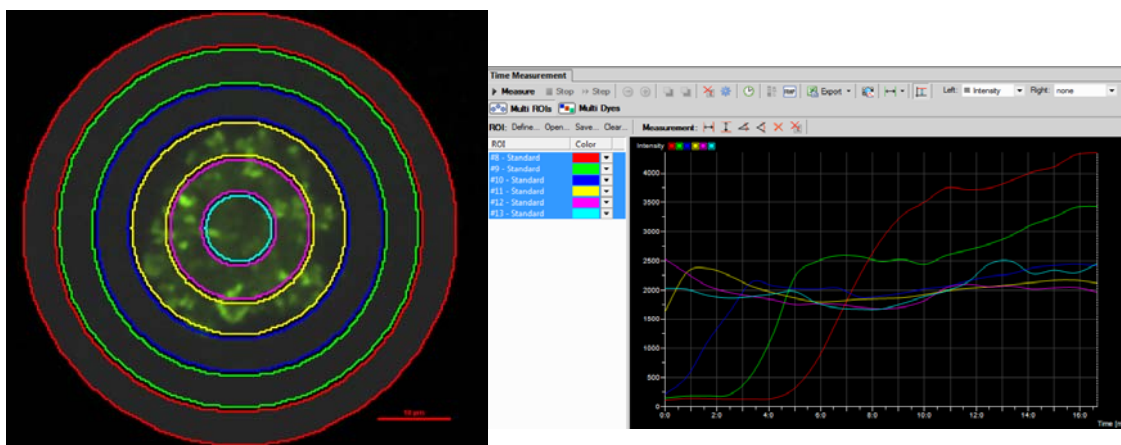 10 µm
Time Measurement
Measure Stop Step Export Left: Intensity Right: none
Multi ROIs Multi Dyes
ROI: Define... Open... Save... Clear... Measurement:
ROI Color
#8 - Standard
#9 - Standard
#10 - Standard
#11 - Standard
#12 - Standard
#13 - Standard
Intensity
4000
3500
3000
2500
2000
1500
1000
500
0
0:0 2:0 4:0 6:0 8:0 10:0 12:0 14:0 16:0
Time [m